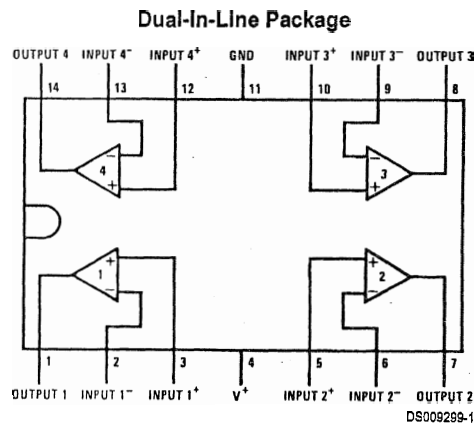 Dual-In-Line Package
OUTPUT 4 INPUT 4⁻ INPUT 4⁺ GND INPUT 3⁺ INPUT 3⁻ OUTPUT 3
14 13 12 11 10 9 8
− −
4 3
+ +
+ +
1 2
− −
1 2 3 4 5 6 7
OUTPUT 1 INPUT 1⁻ INPUT 1⁺ V⁺ INPUT 2⁺ INPUT 2⁻ OUTPUT 2
DS009299-1